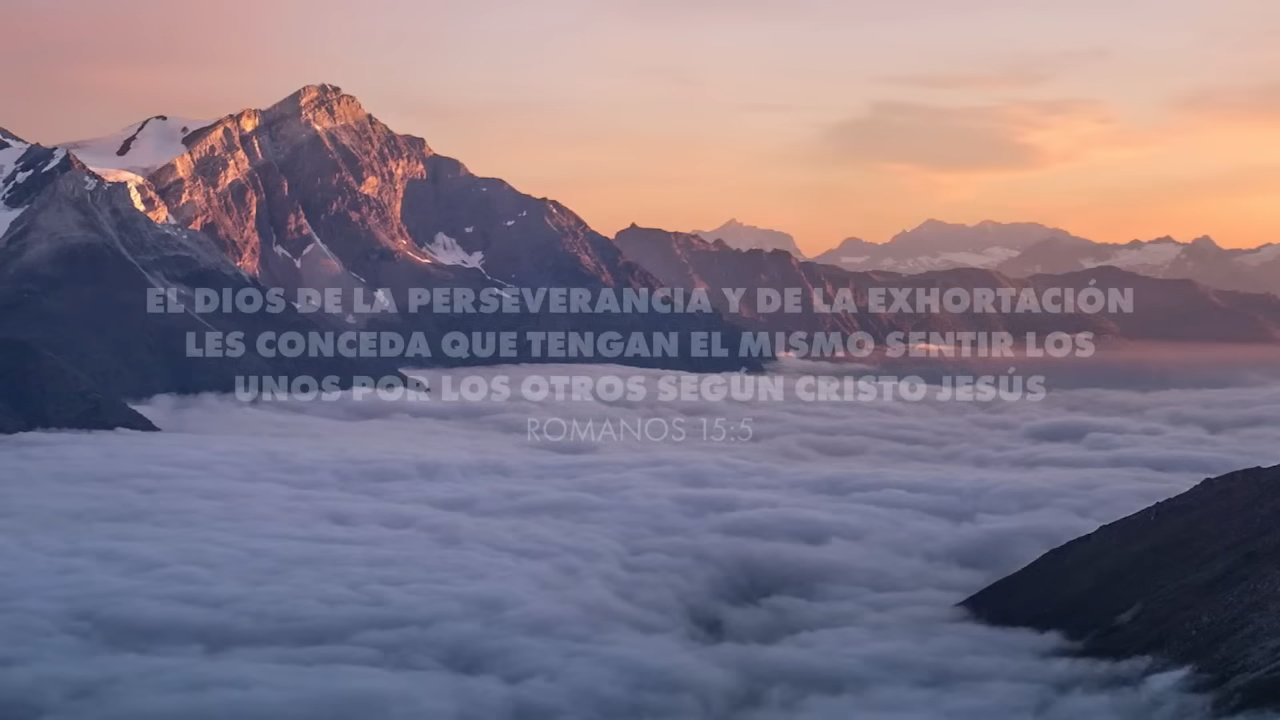 EL DIOS DE LA PERSEVERANCIA Y DE LA EXHORTACIÓN
LES CONCEDA QUE TENGAN EL MISMO SENTIR LOS
UNOS POR LOS OTROS SEGÚN CRISTO JESÚS
ROMANOS 15:5